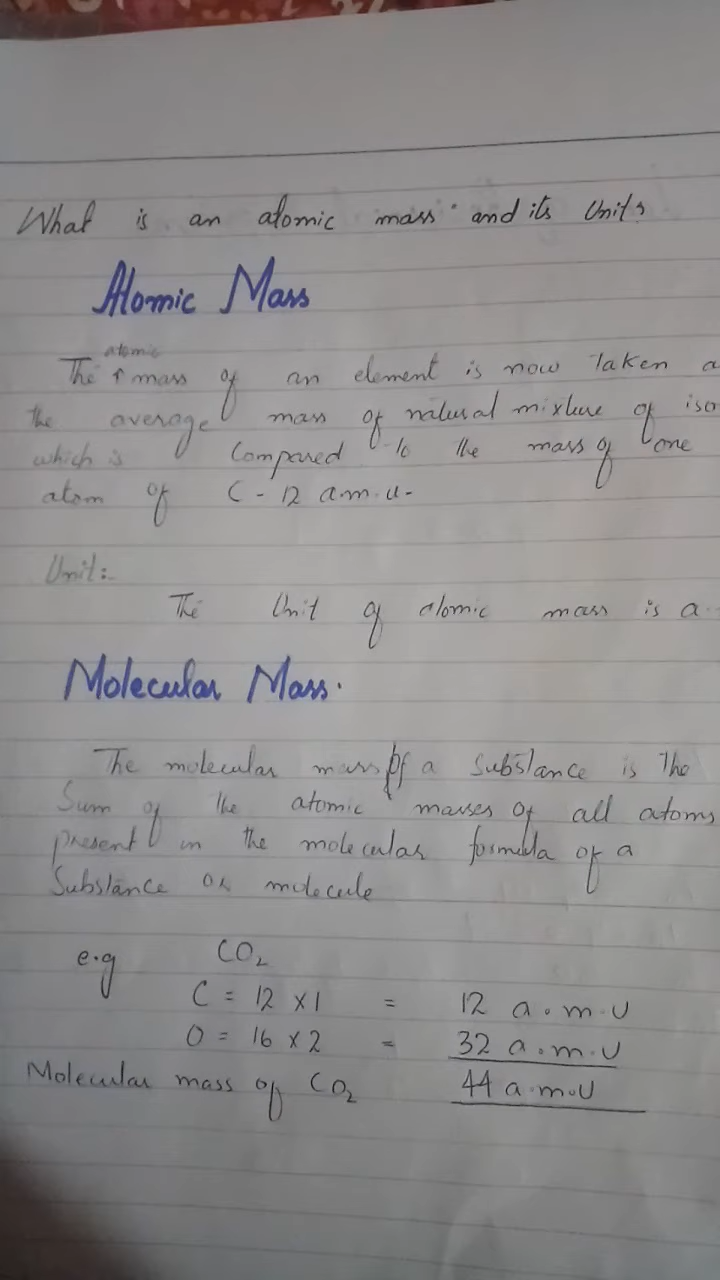 What is an atomic mass and its Unit?
Atomic Mass
atomic
The ↑ mass of an element is now taken a
the average mass of natural mixture of iso
which is Compared to the mass of one
atom of C-12 a.m.u.
Unit:
The Unit of atomic mass is a.
Molecular Mass.
The molecular mass of a Substance is The
Sum of the atomic masses of all atoms
present in the molecular formula of a
Substance or molecule
e.g CO₂
C = 12 x 1 = 12 a.m.u
O = 16 x 2 = 32 a.m.u
Molecular mass of CO₂ 44 a.m.u